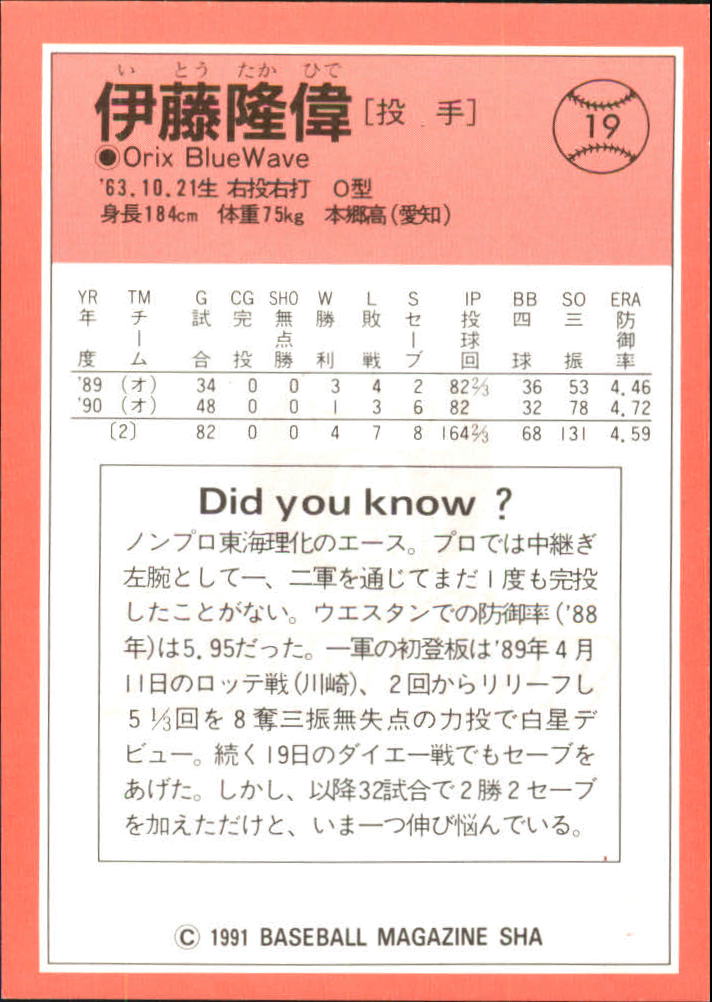 い とう たか ひで
伊藤隆偉[投 手]
19
●Orix BlueWave
'63.10.21生 右投右打 O型
身長184cm 体重75kg 本郷高(愛知)
YR TM G CG SHO W L S IP BB SO ERA
年度 チーム 試合 完投 無点勝 勝利 敗戦 セーブ 投球回 四球 三振 防御率
'89 (オ) 34 0 0 3 4 2 82⅔ 36 53 4.46
'90 (オ) 48 0 0 1 3 6 82 32 78 4.72
〔2〕 82 0 0 4 7 8 164⅔ 68 131 4.59
Did you know ?
ノンプロ東海理化のエース。プロでは中継ぎ
左腕として一、二軍を通じてまだ1度も完投
したことがない。ウエスタンでの防御率('88
年)は5.95だった。一軍の初登板は'89年4月
11日のロッテ戦(川崎)、2回からリリーフし
5⅓回を8奪三振無失点の力投で白星デ
ビュー。続く19日のダイエー戦でもセーブを
あげた。しかし、以降32試合で2勝2セーブ
を加えただけと、いま一つ伸び悩んでいる。
© 1991 BASEBALL MAGAZINE SHA